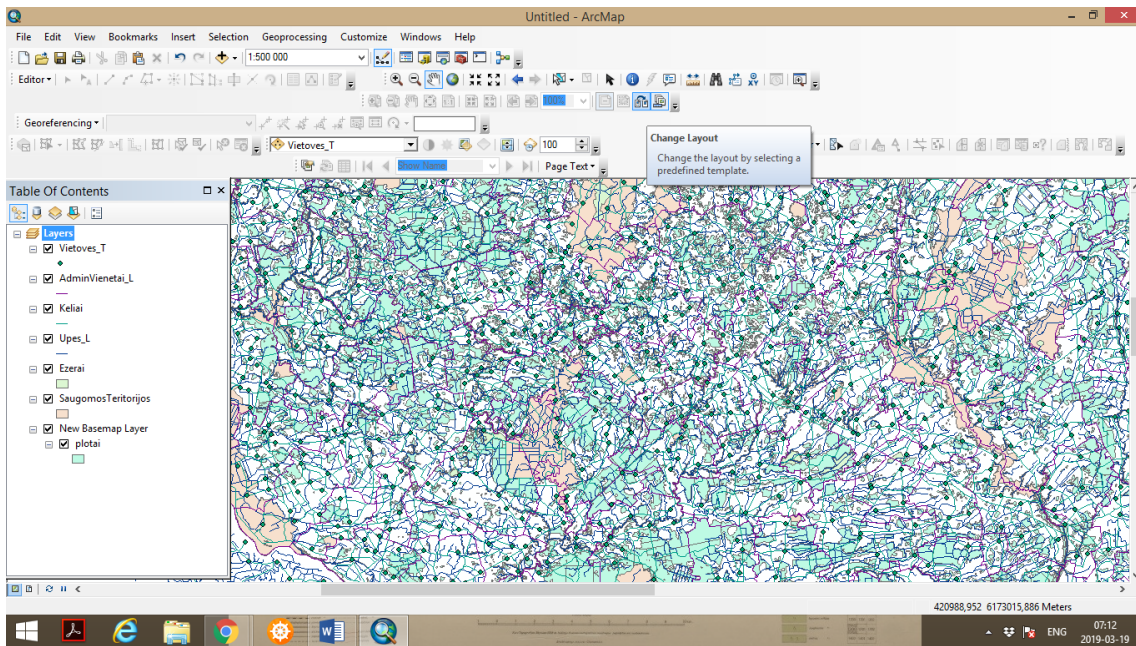 Untitled - ArcMap
File Edit View Bookmarks Insert Selection Geoprocessing Customize Windows Help
1:500 000
Editor
100%
Georeferencing
Vietoves_T
100
Show Name
Page Text
Change Layout
Change the layout by selecting a
predefined template.
Table Of Contents
Layers
Vietoves_T
AdminVienetai_L
Keliai
Upes_L
Ezerai
SaugomosTeritorijos
New Basemap Layer
plotai
420988,952 6173015,886 Meters
ENG
07:12
2019-03-19